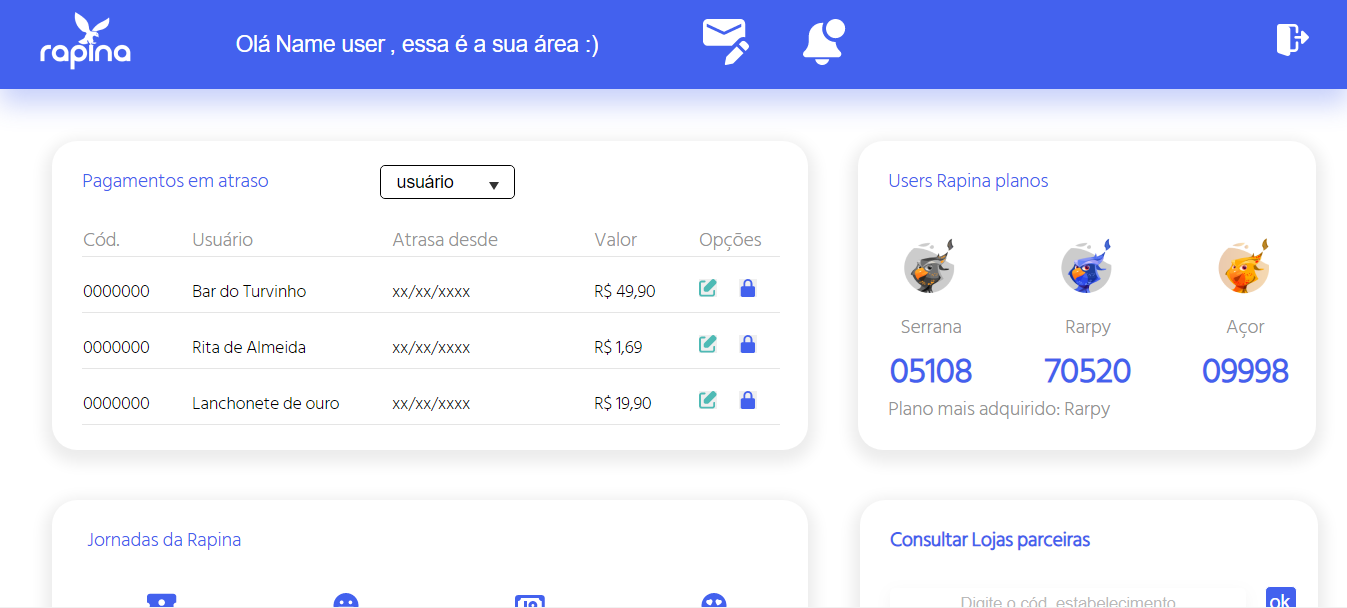 rapina
Olá Name user , essa é a sua área :)
Pagamentos em atraso
usuário
Cód. Usuário Atrasa desde Valor Opções
0000000 Bar do Turvinho xx/xx/xxxx R$ 49,90
0000000 Rita de Almeida xx/xx/xxxx R$ 1,69
0000000 Lanchonete de ouro xx/xx/xxxx R$ 19,90
Users Rapina planos
Serrana Rarpy Açor
05108 70520 09998
Plano mais adquirido: Rarpy
Jornadas da Rapina
Consultar Lojas parceiras
Digite o cód. estabelecimento
ok